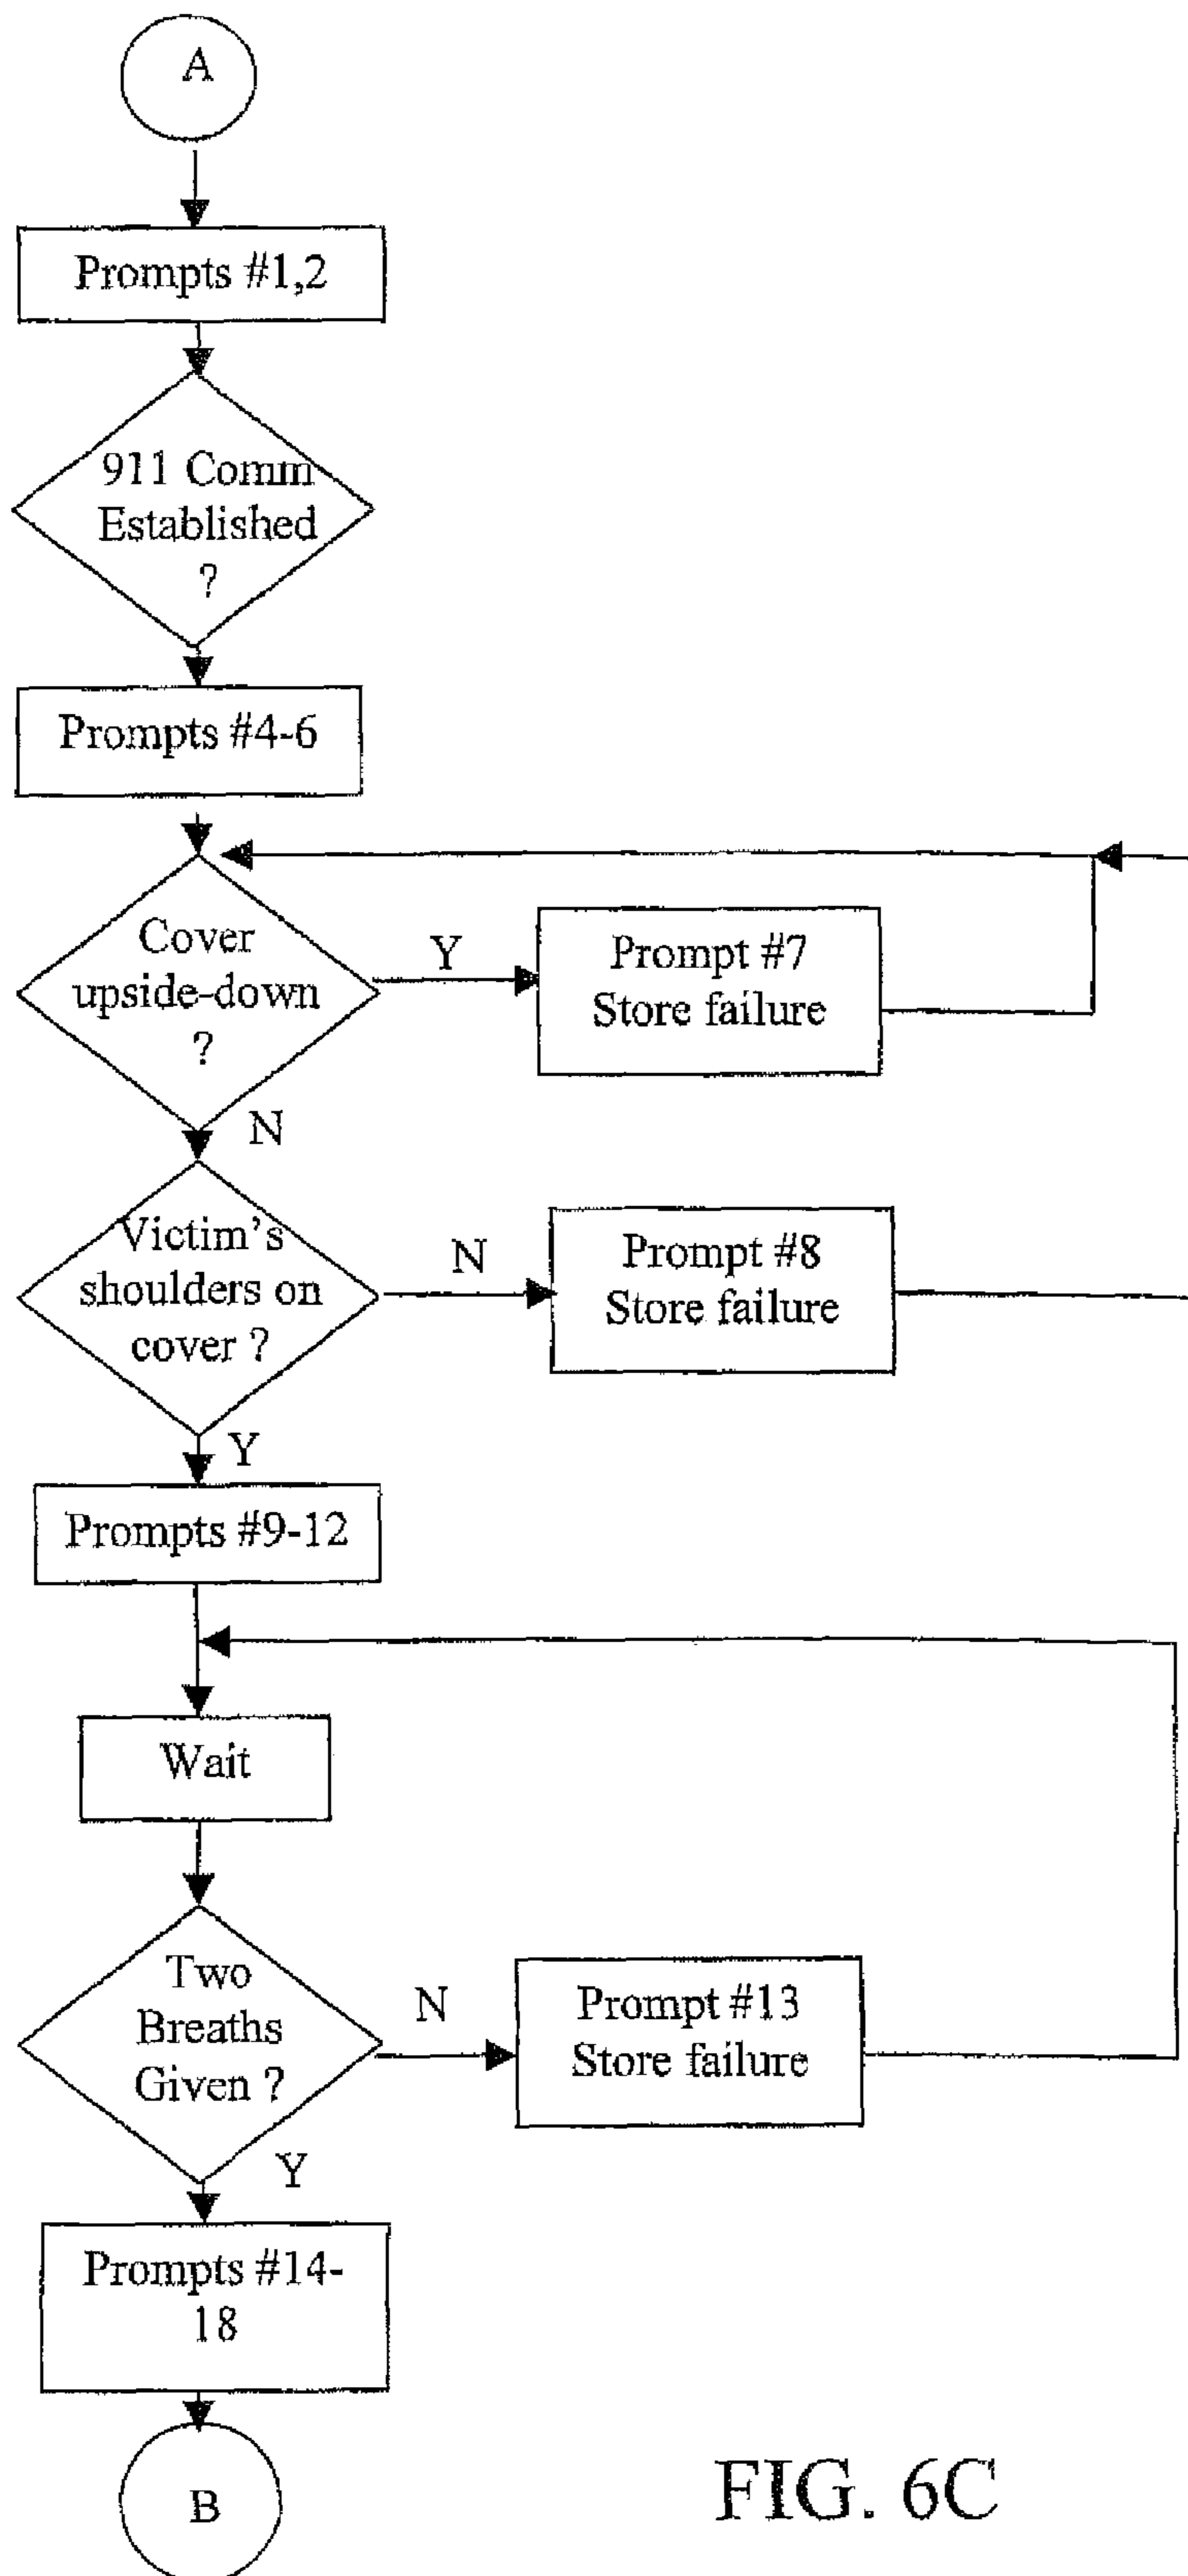 A
Prompts #1,2
911 Comm
Established
?
Prompts #4-6
Cover
upside-down
?
Y
Prompt #7
Store failure
N
Victim's
shoulders on
cover ?
N
Prompt #8
Store failure
Y
Prompts #9-12
Wait
Two
Breaths
Given ?
N
Prompt #13
Store failure
Y
Prompts #14-
18
B
FIG. 6C